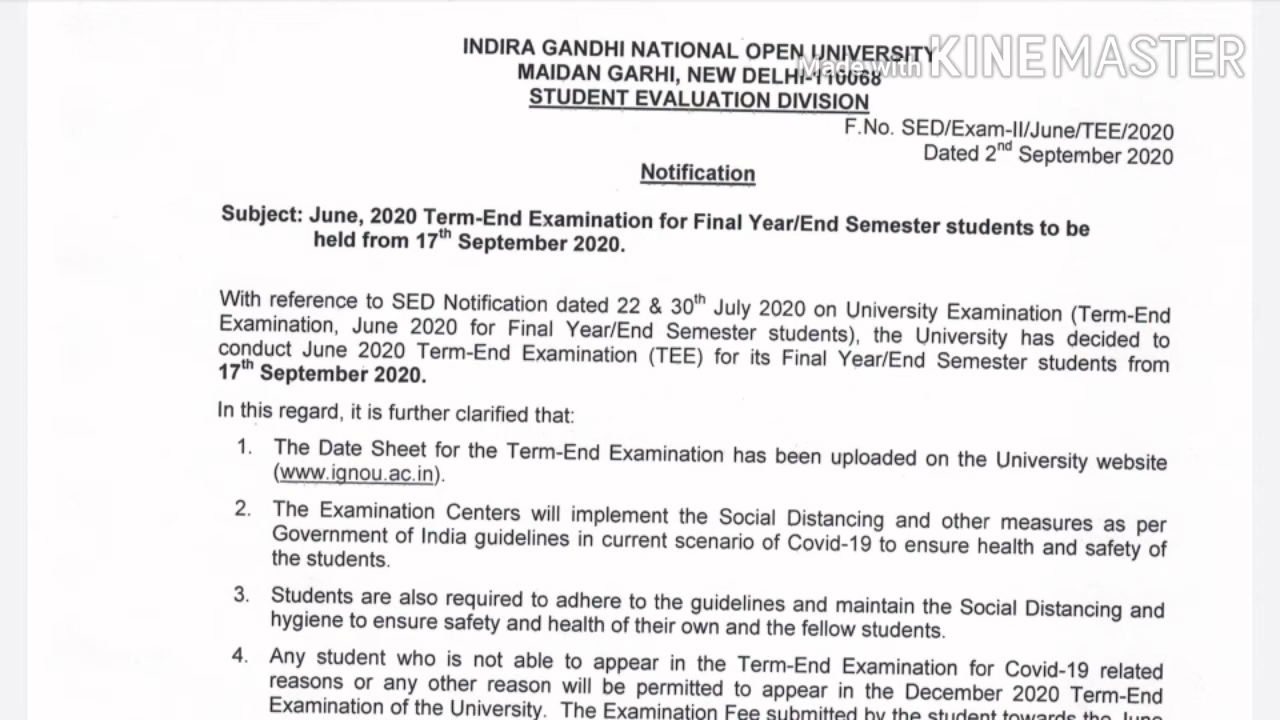 INDIRA GANDHI NATIONAL OPEN UNIVERSITY
Made with KINEMASTER
MAIDAN GARHI, NEW DELHI-110068
STUDENT EVALUATION DIVISION
F.No. SED/Exam-II/June/TEE/2020
Dated 2nd September 2020
Notification
Subject: June, 2020 Term-End Examination for Final Year/End Semester students to be
held from 17th September 2020.
With reference to SED Notification dated 22 & 30th July 2020 on University Examination (Term-End
Examination, June 2020 for Final Year/End Semester students), the University has decided to
conduct June 2020 Term-End Examination (TEE) for its Final Year/End Semester students from
17th September 2020.
In this regard, it is further clarified that:
1. The Date Sheet for the Term-End Examination has been uploaded on the University website
(www.ignou.ac.in).
2. The Examination Centers will implement the Social Distancing and other measures as per
Government of India guidelines in current scenario of Covid-19 to ensure health and safety of
the students.
3. Students are also required to adhere to the guidelines and maintain the Social Distancing and
hygiene to ensure safety and health of their own and the fellow students.
4. Any student who is not able to appear in the Term-End Examination for Covid-19 related
reasons or any other reason will be permitted to appear in the December 2020 Term-End
Examination of the University. The Examination Fee submitted by the student towards the June